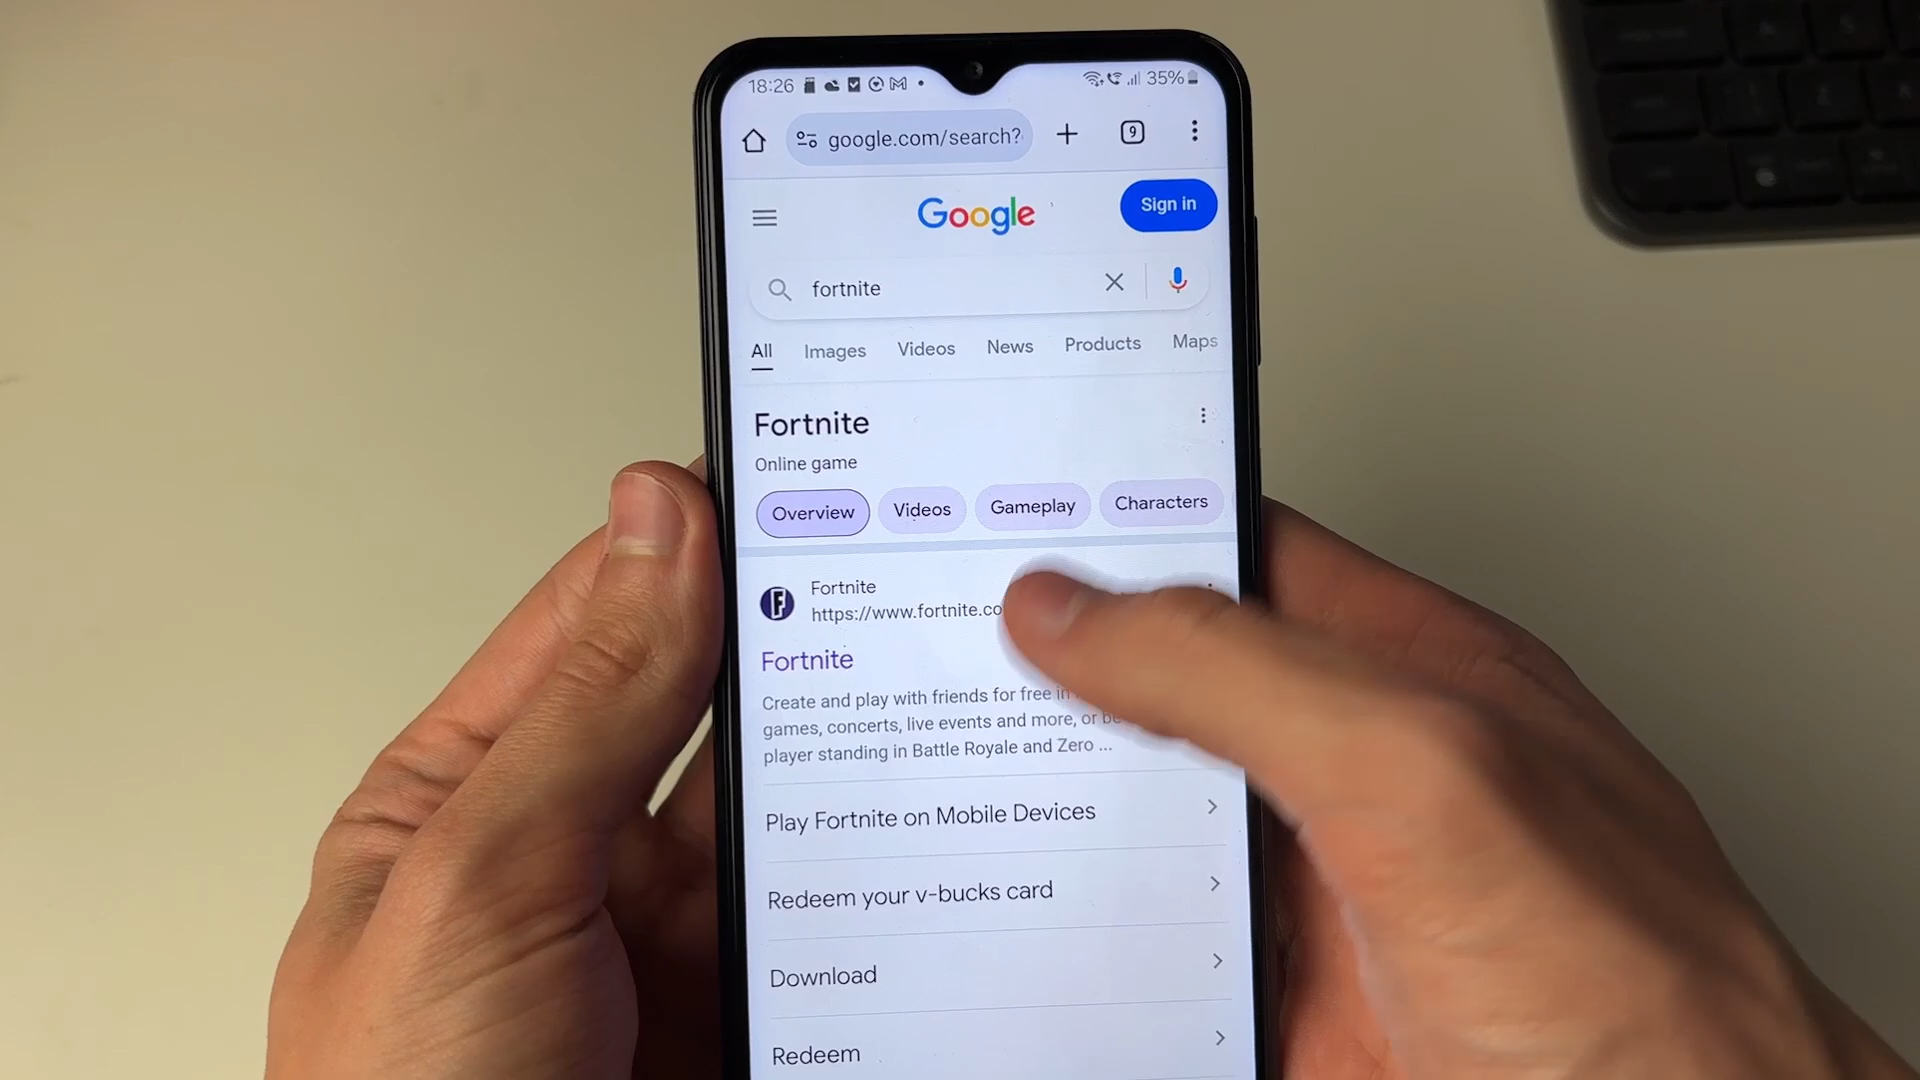 18:26 35%
google.com/search? 9
Google
Sign in
fortnite
All Images Videos News Products Maps
Fortnite
Online game
Overview Videos Gameplay Characters
Fortnite
https://www.fortnite.co
Fortnite
Create and play with friends for free in
games, concerts, live events and more, or be
player standing in Battle Royale and Zero ...
Play Fortnite on Mobile Devices
Redeem your v-bucks card
Download
Redeem